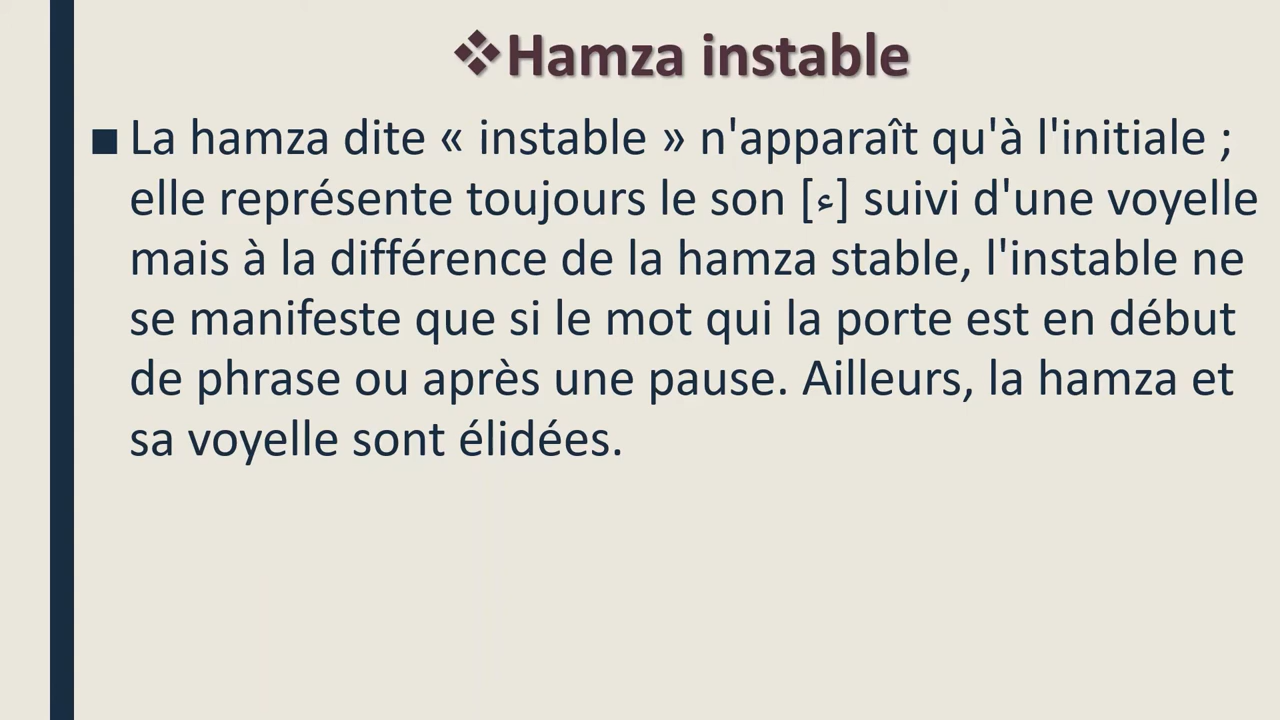 ❖Hamza instable
■ La hamza dite « instable » n'apparaît qu'à l'initiale ;
elle représente toujours le son [ء] suivi d'une voyelle
mais à la différence de la hamza stable, l'instable ne
se manifeste que si le mot qui la porte est en début
de phrase ou après une pause. Ailleurs, la hamza et
sa voyelle sont élidées.